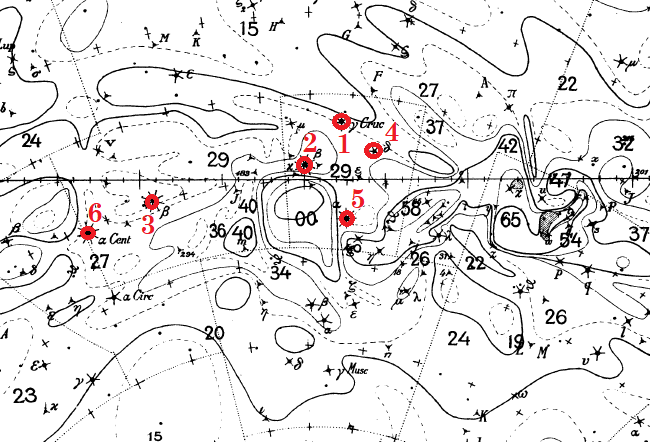 15
H
M
K
G
δ
ζ
Lup
ζ
σ
ε
F
27
A
π
22
μ
b
24
ν
μ
γ Cruc
37
1
4
2
β
δ
42
32
29
29
x
κ
6
3
β
J
40
00
α
5
58
65
47
54
37
α Cent
36
40
m
β
27
34
26
22
δ
α Circ
η
β
α
ζ
ε
μ
λ
p
q
26
20
24
19
L
M
υ
l
A
ε
γ
δ
γ Musc
η
23
κ
ω
K
α
15